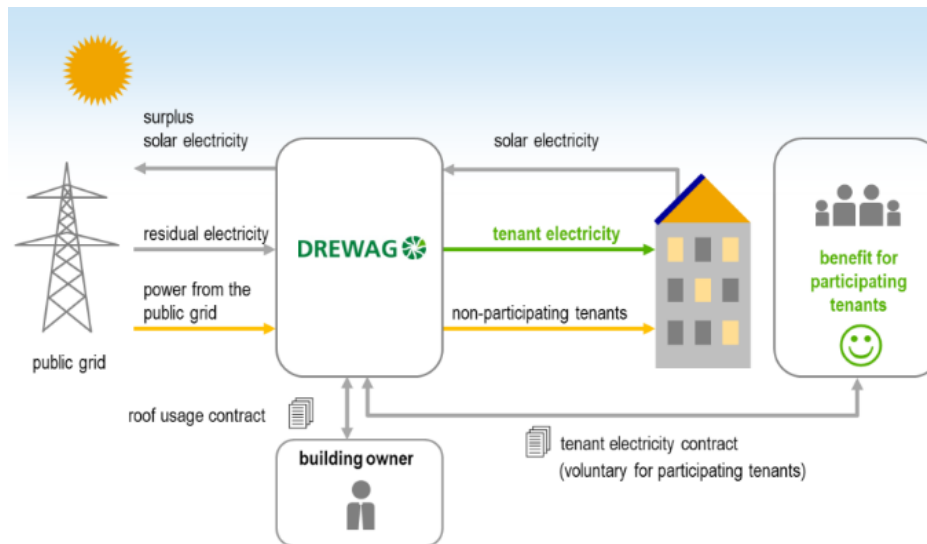 surplus
solar electricity
solar electricity
residual electricity
DREWAG
tenant electricity
power from the
public grid
non-participating tenants
public grid
benefit for
participating
tenants
roof usage contract
building owner
tenant electricity contract
(voluntary for participating tenants)